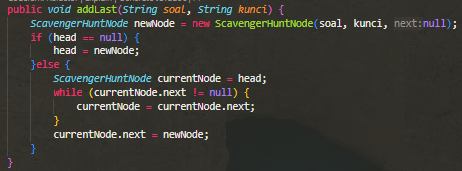 public void addLast(String soal, String kunci) {
ScavengerHuntNode newNode = new ScavengerHuntNode(soal, kunci, next:null);
if (head == null) {
head = newNode;
}else {
ScavengerHuntNode currentNode = head;
while (currentNode.next != null) {
currentNode = currentNode.next;
}
currentNode.next = newNode;
}
}